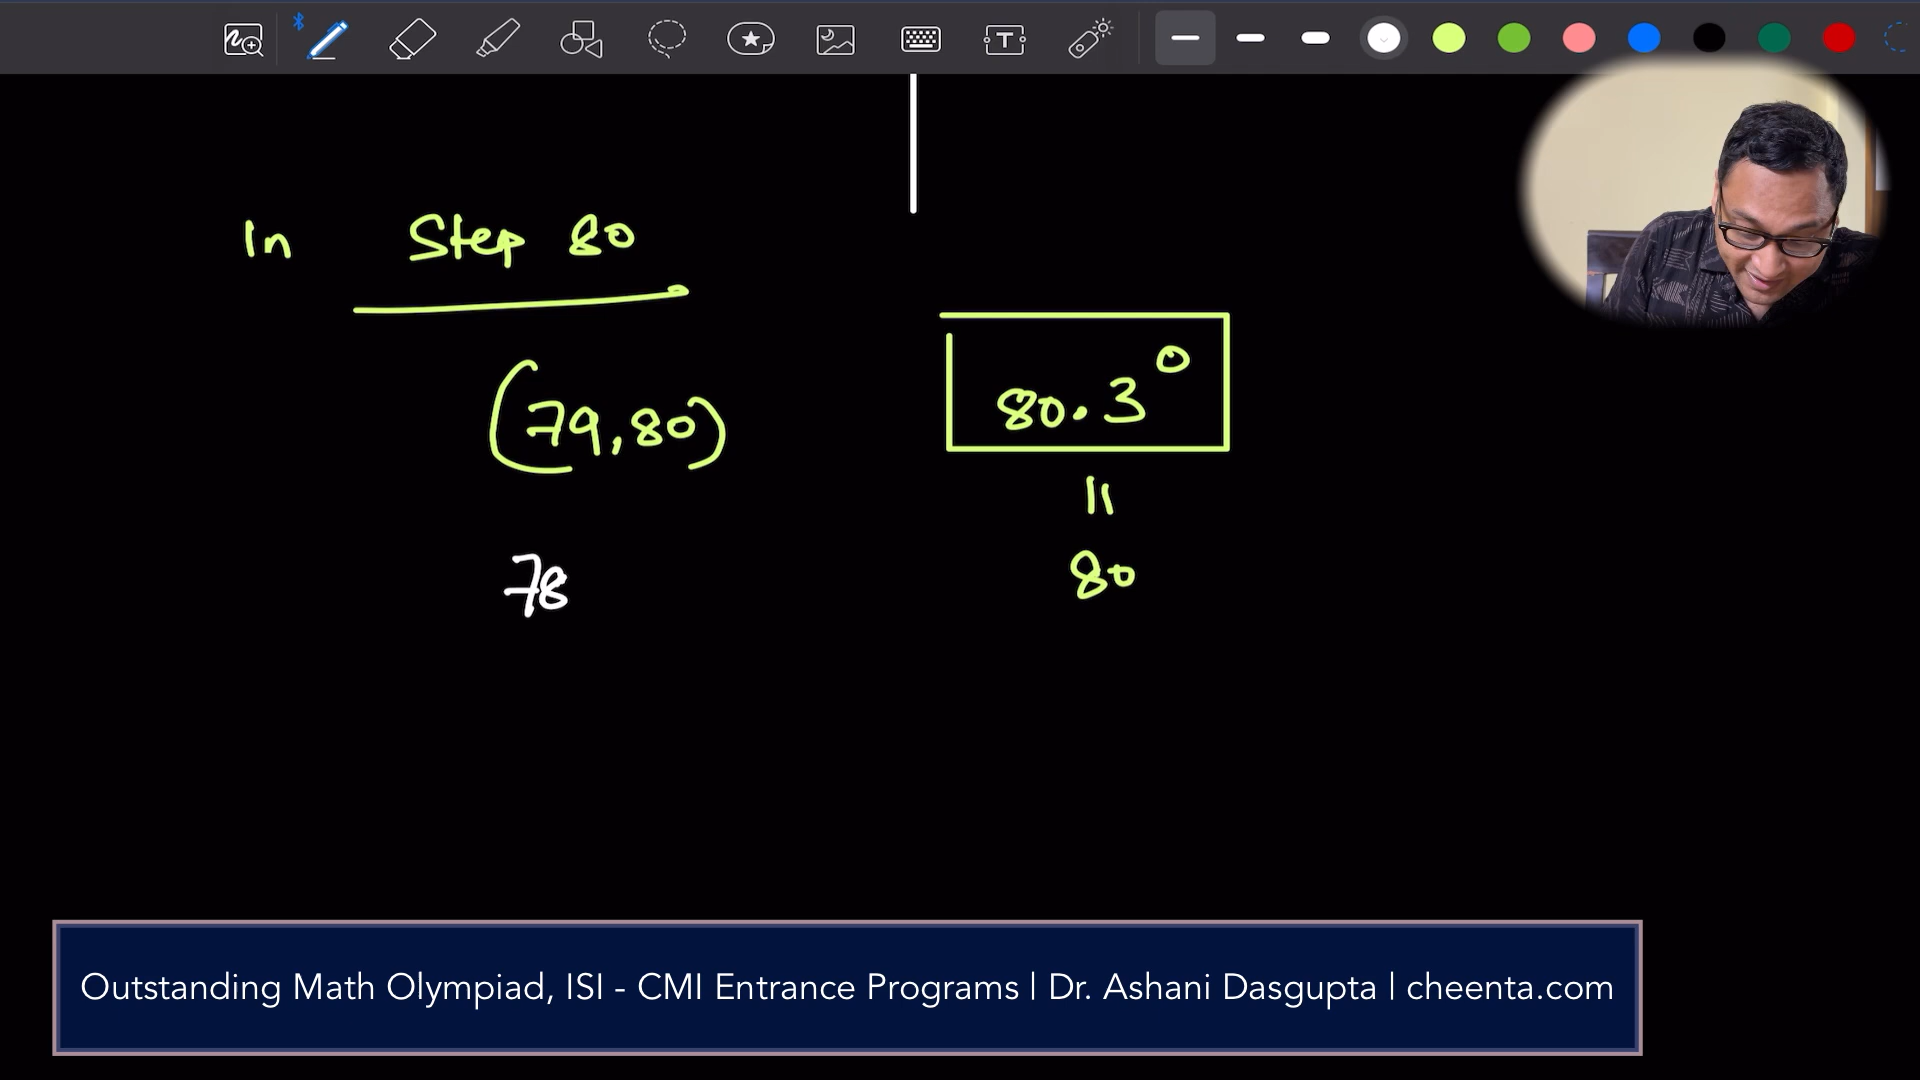 In Step 80
(79,80)
80.3°
=
80
78
Outstanding Math Olympiad, ISI - CMI Entrance Programs | Dr. Ashani Dasgupta | cheenta.com